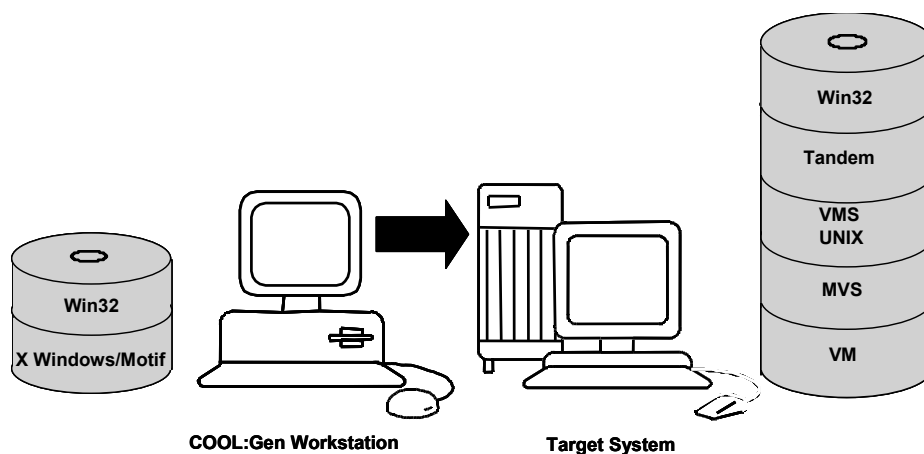 Win32
X Windows/Motif
COOL:Gen Workstation
Target System
Win32
Tandem
VMS
UNIX
MVS
VM